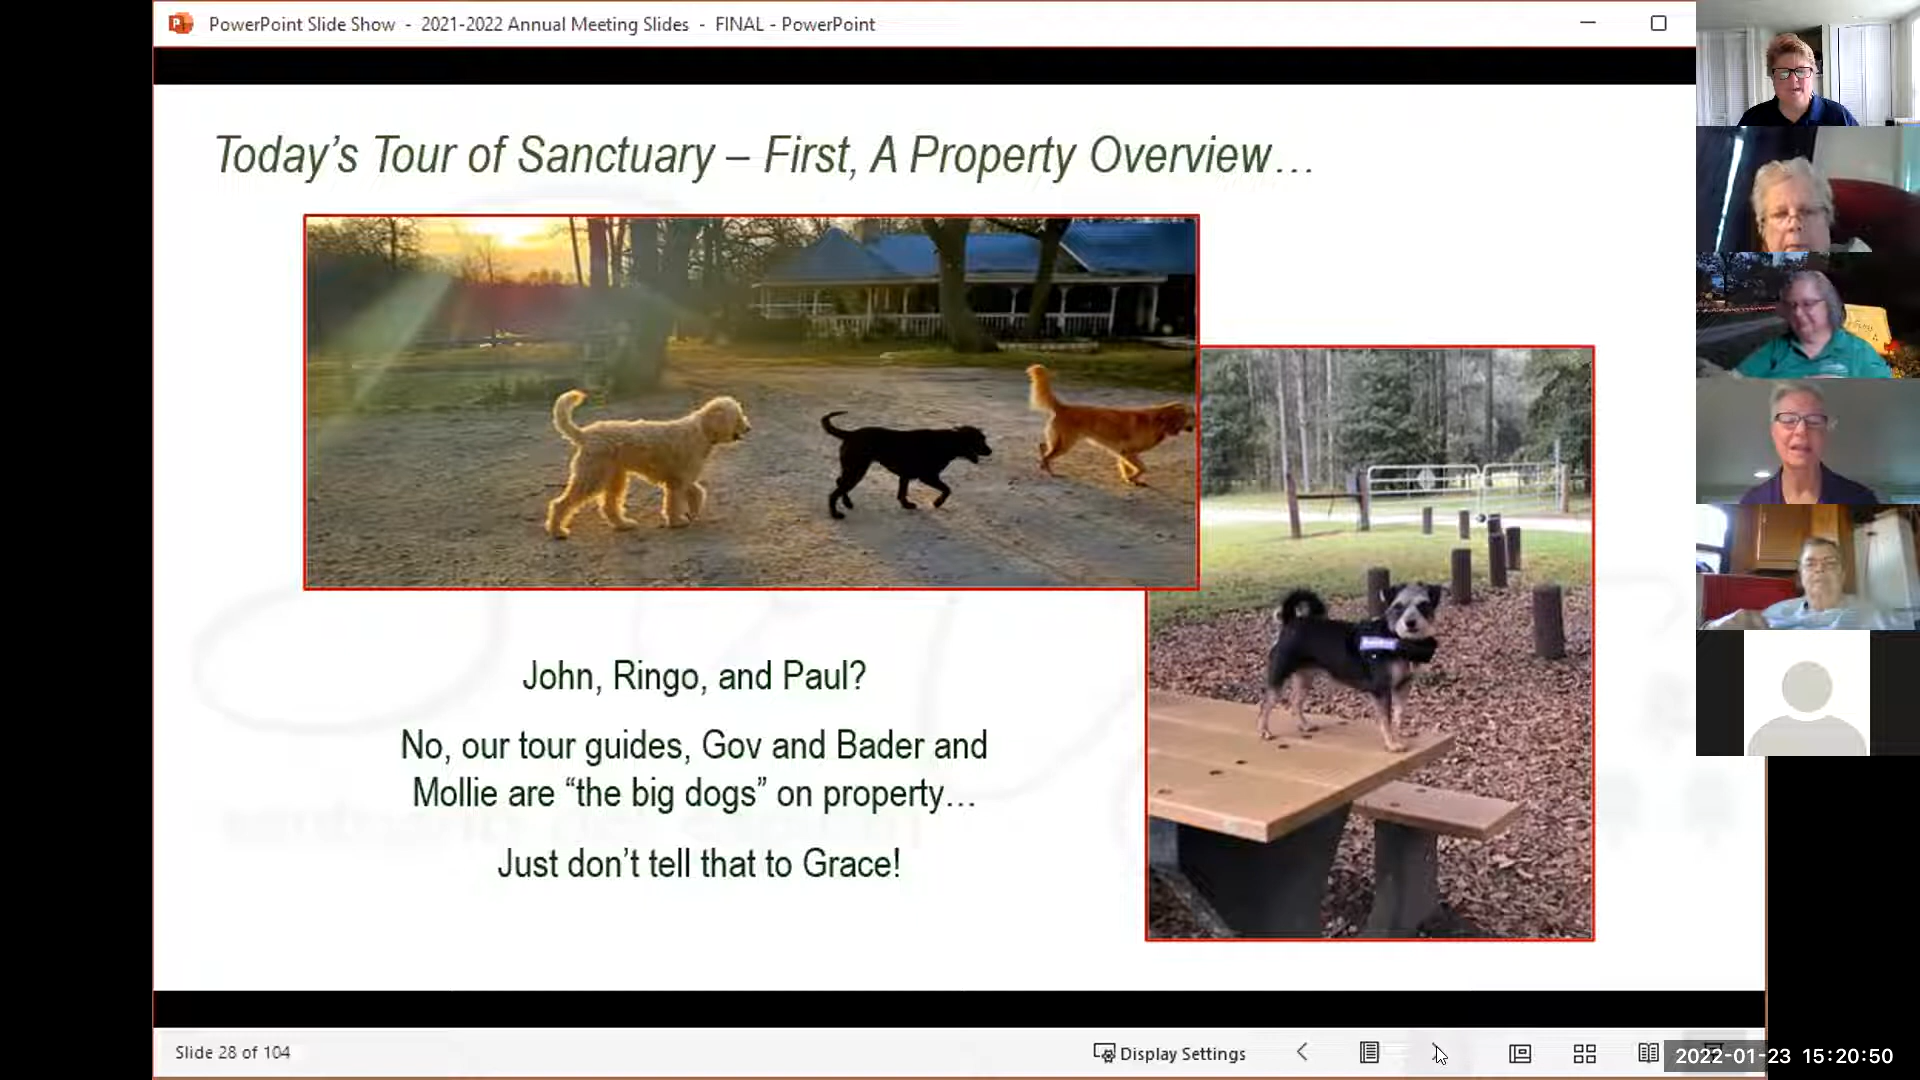 PowerPoint Slide Show - 2021-2022 Annual Meeting Slides - FINAL - PowerPoint
Today's Tour of Sanctuary – First, A Property Overview…
John, Ringo, and Paul?
No, our tour guides, Gov and Bader and
Mollie are “the big dogs” on property…
Just don’t tell that to Grace!
Slide 28 of 104
Display Settings
2022-01-23 15:20:50